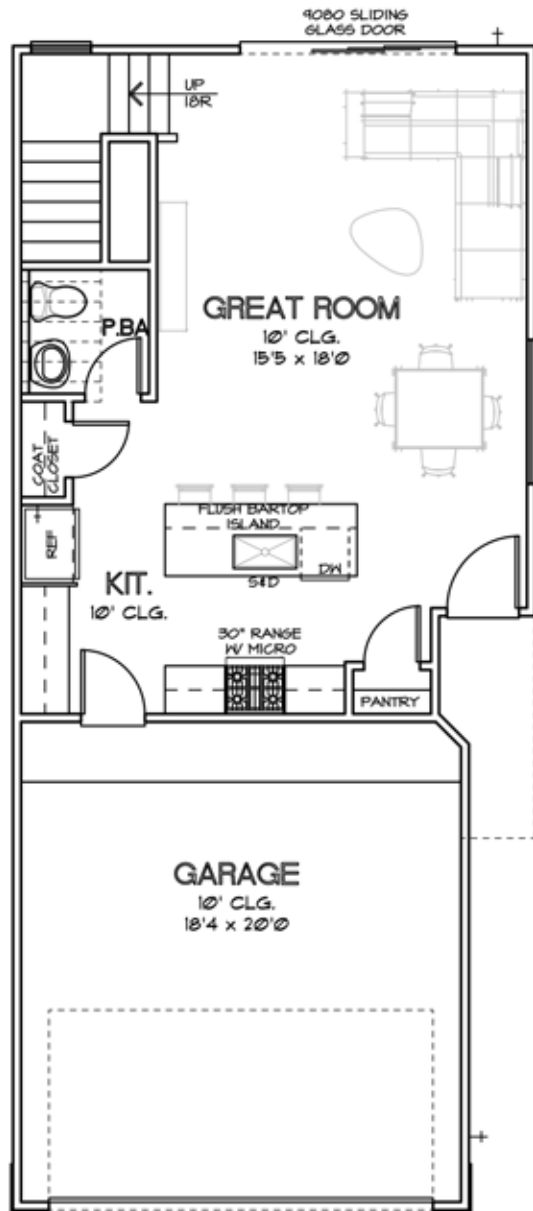 9080 SLIDING
GLASS DOOR
UP
18R
GREAT ROOM
10' CLG.
15'5 x 18'0
P.BA
COAT
CLOSET
REF
KIT.
10' CLG.
FLUSH BARTOP
ISLAND
DW
S&D
30" RANGE
W/ MICRO
PANTRY
GARAGE
10' CLG.
18'4 x 20'0